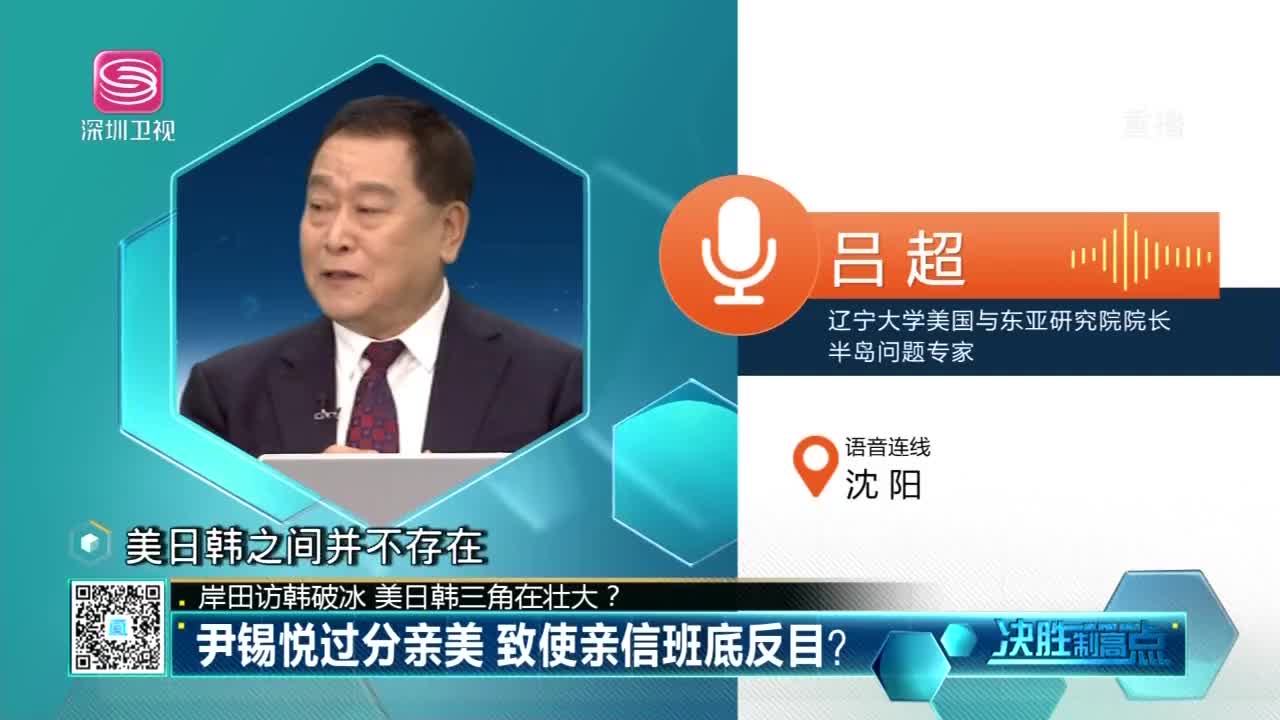 深圳卫视
重播
吕超
辽宁大学美国与东亚研究院院长
半岛问题专家
语音连线
沈阳
美日韩之间并不存在
岸田访韩破冰 美日韩三角在壮大？
尹锡悦过分亲美 致使亲信班底反目？
决胜制高点